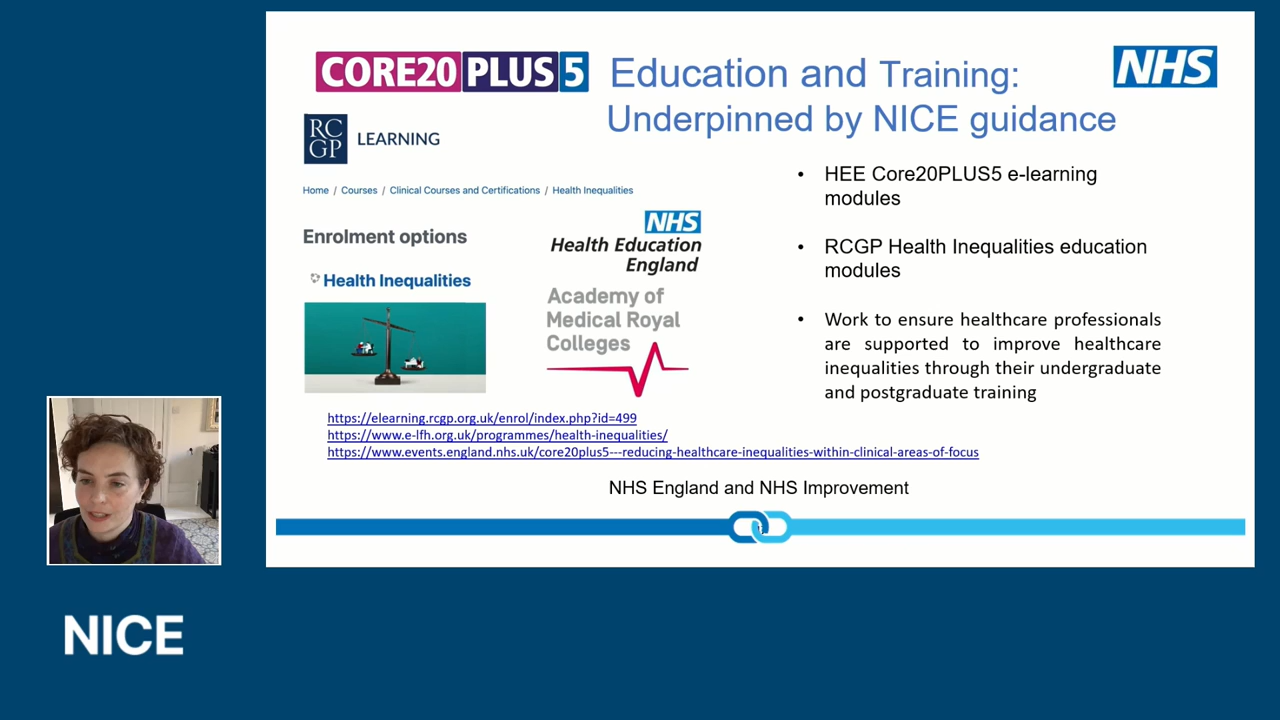 CORE20 PLUS 5
Education and Training:
NHS
Underpinned by NICE guidance
RC
GP
LEARNING
Home / Courses / Clinical Courses and Certifications / Health Inequalities
Enrolment options
Health Inequalities
NHS
Health Education
England
Academy of
Medical Royal
Colleges
• HEE Core20PLUS5 e-learning
modules
• RCGP Health Inequalities education
modules
• Work to ensure healthcare professionals
are supported to improve healthcare
inequalities through their undergraduate
and postgraduate training
https://elearning.rcgp.org.uk/enrol/index.php?id=499
https://www.e-lfh.org.uk/programmes/health-inequalities/
https://www.events.england.nhs.uk/core20plus5---reducing-healthcare-inequalities-within-clinical-areas-of-focus
NHS England and NHS Improvement
NICE